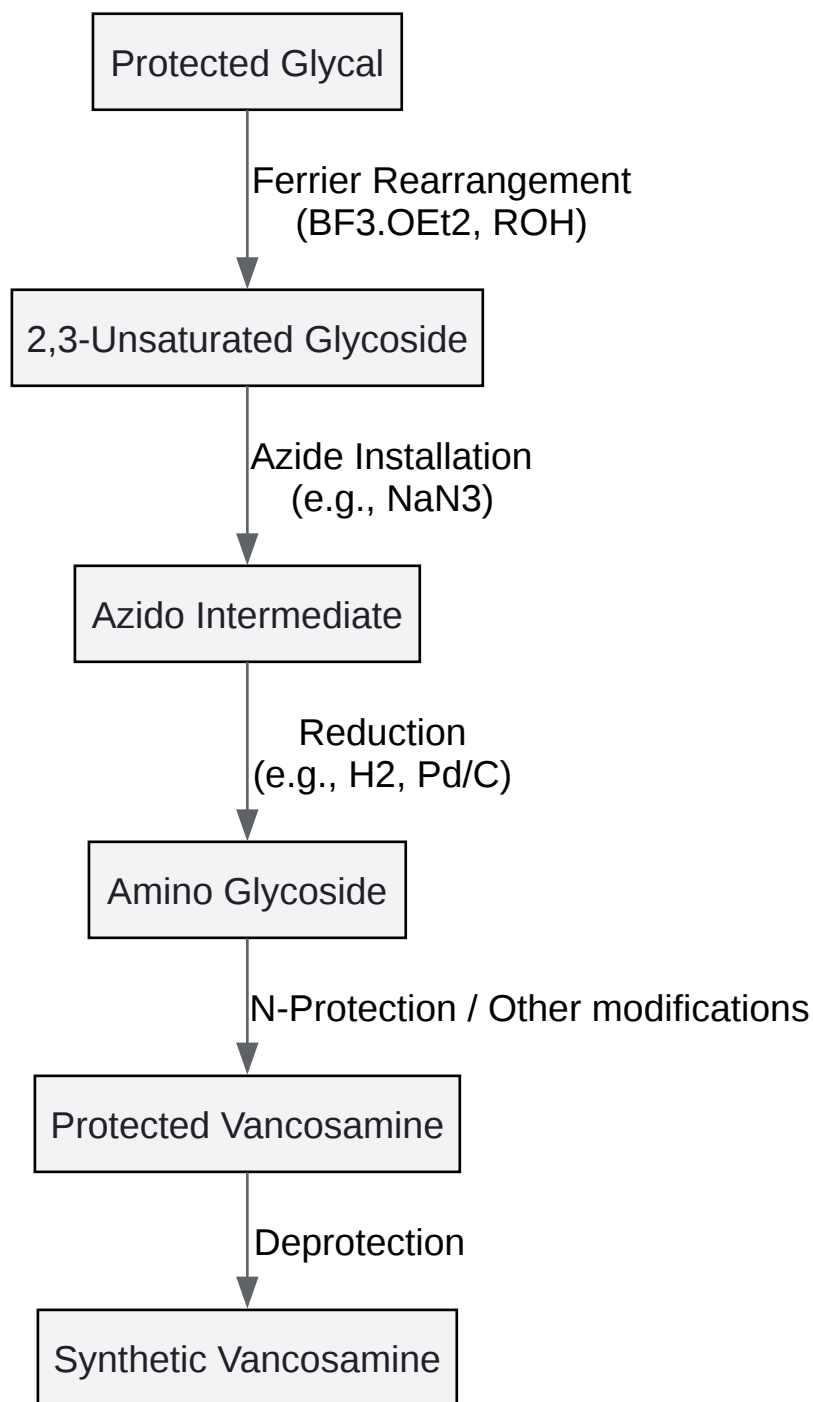 Protected Glycal
Ferrier Rearrangement
(BF3.OEt2, ROH)
2,3-Unsaturated Glycoside
Azide Installation
(e.g., NaN3)
Azido Intermediate
Reduction
(e.g., H2, Pd/C)
Amino Glycoside
N-Protection / Other modifications
Protected Vancosamine
Deprotection
Synthetic Vancosamine